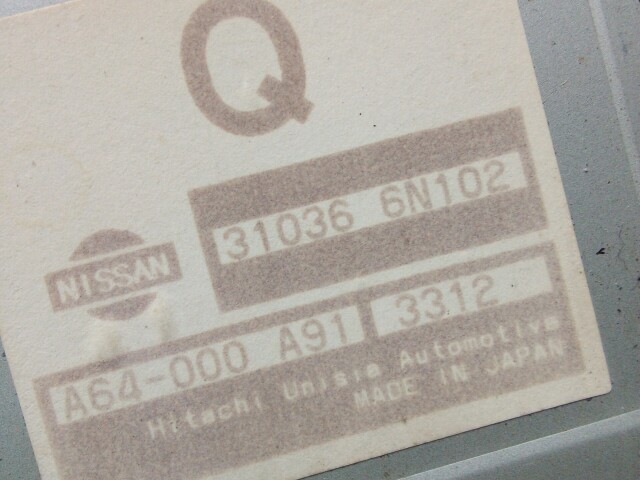 Q
31036 6N102
NISSAN
A64-000 A91 3312
Hitachi Unisia Automotive
MADE IN JAPAN